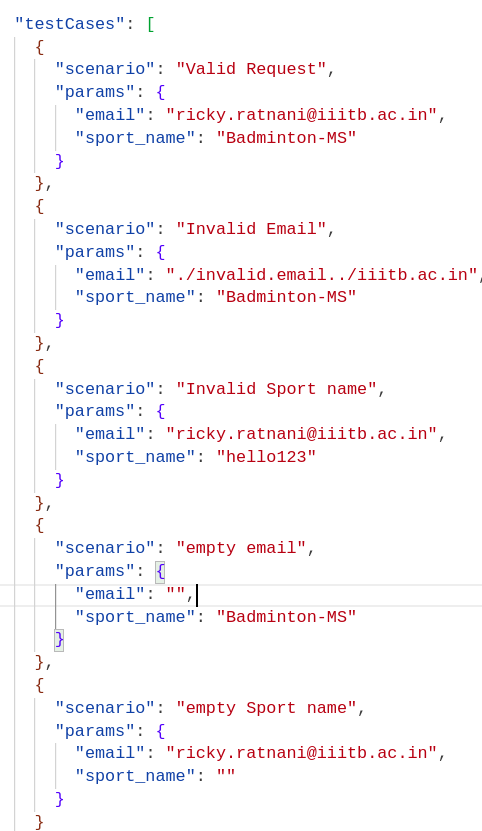 "testCases": [
{
"scenario": "Valid Request",
"params": {
"email": "ricky.ratnani@iiitb.ac.in",
"sport_name": "Badminton-MS"
}
},
{
"scenario": "Invalid Email",
"params": {
"email": "./invalid.email../iiitb.ac.in",
"sport_name": "Badminton-MS"
}
},
{
"scenario": "Invalid Sport name",
"params": {
"email": "ricky.ratnani@iiitb.ac.in",
"sport_name": "hello123"
}
},
{
"scenario": "empty email",
"params": {
"email": "",
"sport_name": "Badminton-MS"
}
},
{
"scenario": "empty Sport name",
"params": {
"email": "ricky.ratnani@iiitb.ac.in",
"sport_name": ""
}
}